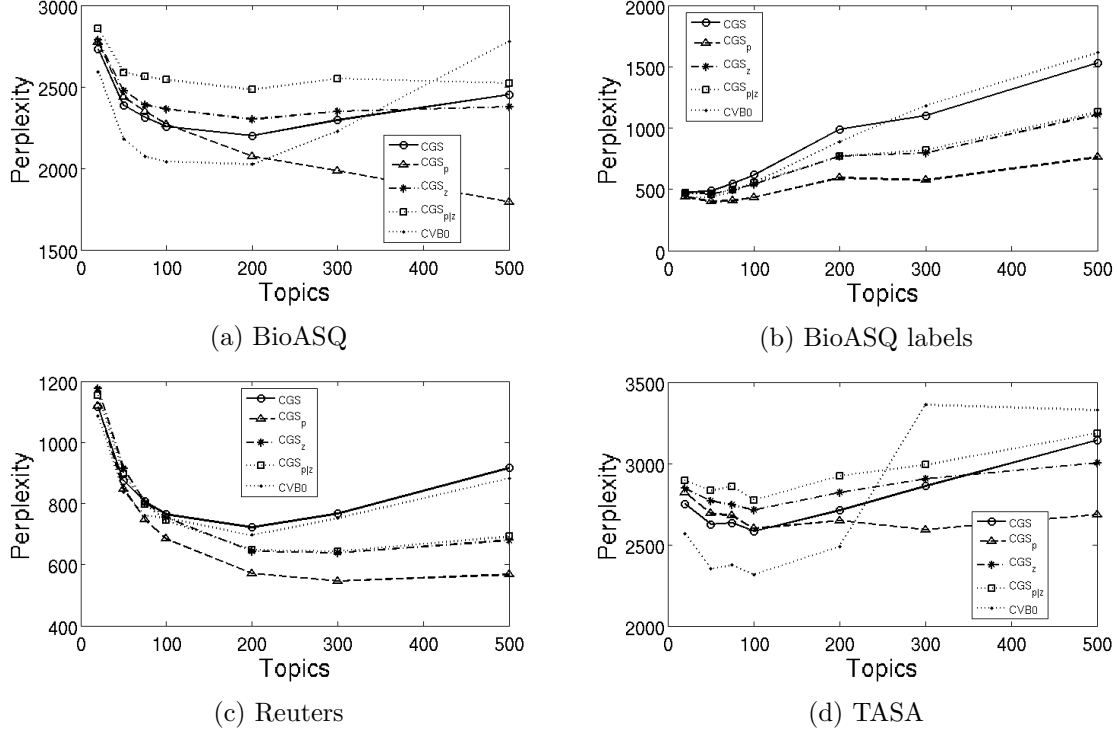 3000
2500
2000
1500
Perplexity
0 100 200 300 400 500
Topics
CGS
CGSp
CGSz
CGSp|z
CVB0
(a) BioASQ
2000
1500
1000
500
0
Perplexity
0 100 200 300 400 500
Topics
CGS
CGSp
CGSz
CGSp|z
CVB0
(b) BioASQ labels
1200
1000
800
600
400
Perplexity
0 100 200 300 400 500
Topics
CGS
CGSp
CGSz
CGSp|z
CVB0
(c) Reuters
3500
3000
2500
2000
Perplexity
0 100 200 300 400 500
Topics
CGS
CGSp
CGSz
CGSp|z
CVB0
(d) TASA